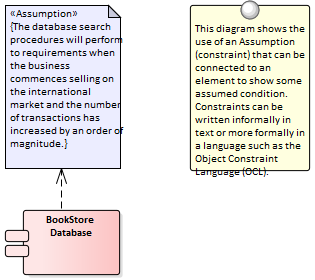 «Assumption»
{The database search
procedures will perform
to requirements when
the business
commences selling on
the international
market and the number
of transactions has
increased by an order of
magnitude.}
This diagram shows the
use of an Assumption
(constraint) that can be
connected to an
element to show some
assumed condition.
Constraints can be
written informally in
text or more formally in
a language such as the
Object Constraint
Language (OCL).
BookStore
Database